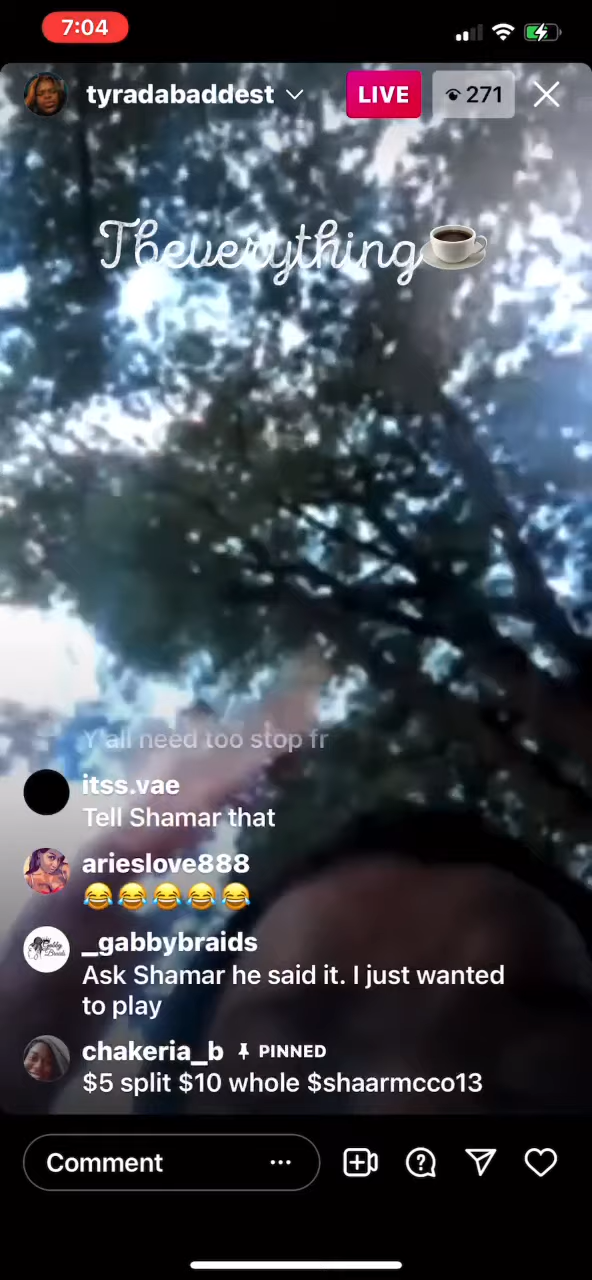 7:04
tyradabaddest
LIVE
271
Tbeverything☕
Y'all need too stop fr
itss.vae
Tell Shamar that
arieslove888
😂😂😂😂😂
_gabbybraids
Ask Shamar he said it. I just wanted
to play
chakeria_b PINNED
$5 split $10 whole $shaarmcco13
Comment ...